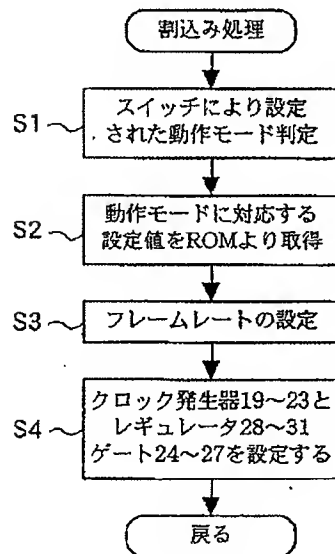 割込み処理
S1
スイッチにより設定
された動作モード判定
S2
動作モードに対応する
設定値をROMより取得
S3
フレームレートの設定
S4
クロック発生器19～23と
レギュレータ28～31
ゲート24～27を設定する
戻る